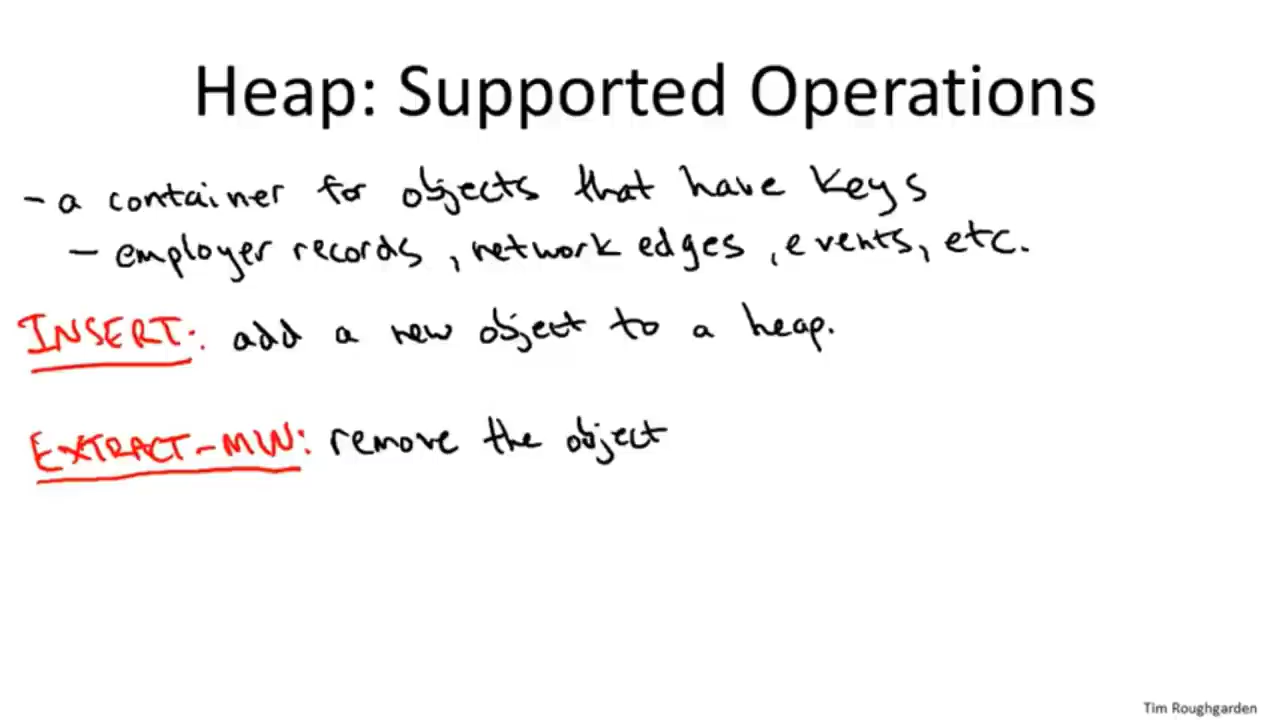 Heap: Supported Operations
- a container for objects that have keys
- employer records, network edges, events, etc.
INSERT: add a new object to a heap.
EXTRACT-MIN: remove the object
Tim Roughgarden